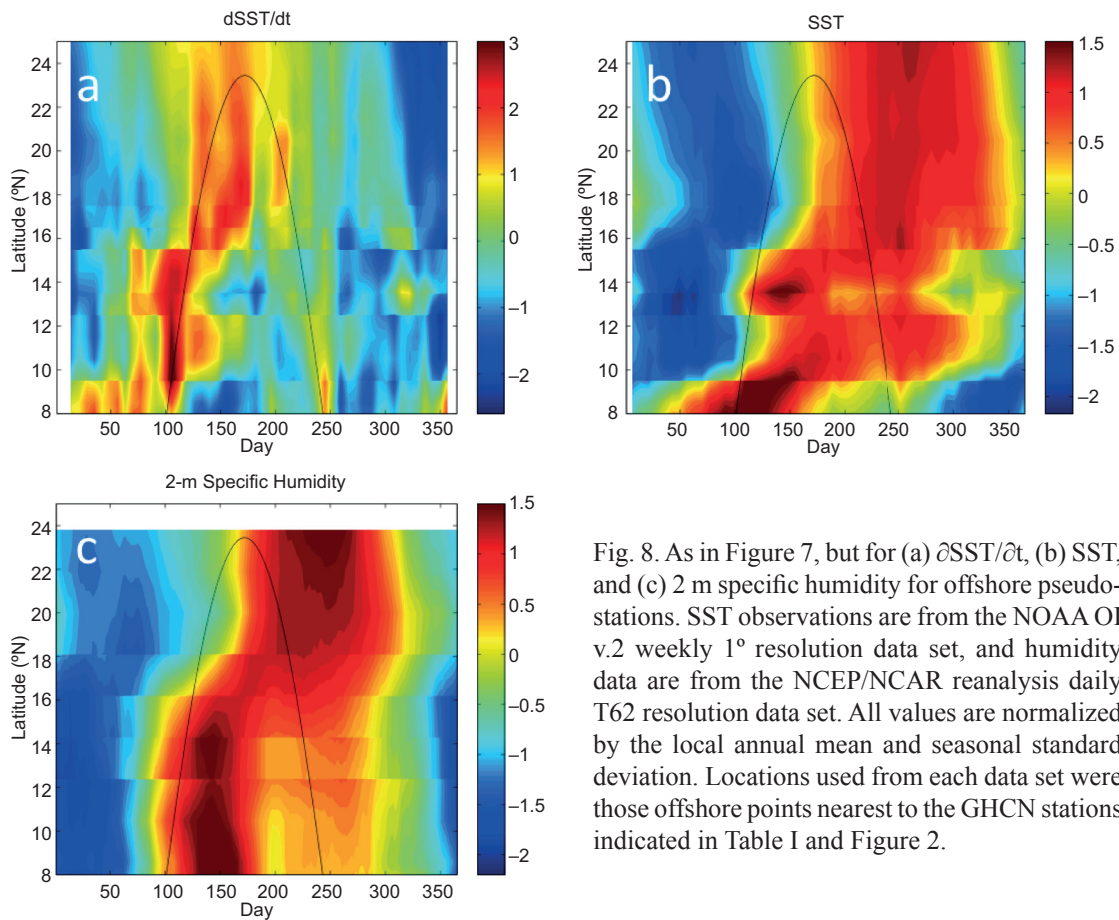 dSST/dt
a
24
22
20
18
16
14
12
10
8
Latitude (ºN)
50 100 150 200 250 300 350
Day
3
2
1
0
–1
–2
SST
b
24
22
20
18
16
14
12
10
8
Latitude (ºN)
50 100 150 200 250 300 350
Day
1.5
1
0.5
0
–0.5
–1
–1.5
–2
2-m Specific Humidity
c
24
22
20
18
16
14
12
10
8
Latitude (ºN)
50 100 150 200 250 300 350
Day
1.5
1
0.5
0
–0.5
–1
–1.5
–2
Fig. 8. As in Figure 7, but for (a) ∂SST/∂t, (b) SST,
and (c) 2 m specific humidity for offshore pseudo-
stations. SST observations are from the NOAA OI
v.2 weekly 1º resolution data set, and humidity
data are from the NCEP/NCAR reanalysis daily
T62 resolution data set. All values are normalized
by the local annual mean and seasonal standard
deviation. Locations used from each data set were
those offshore points nearest to the GHCN stations
indicated in Table I and Figure 2.